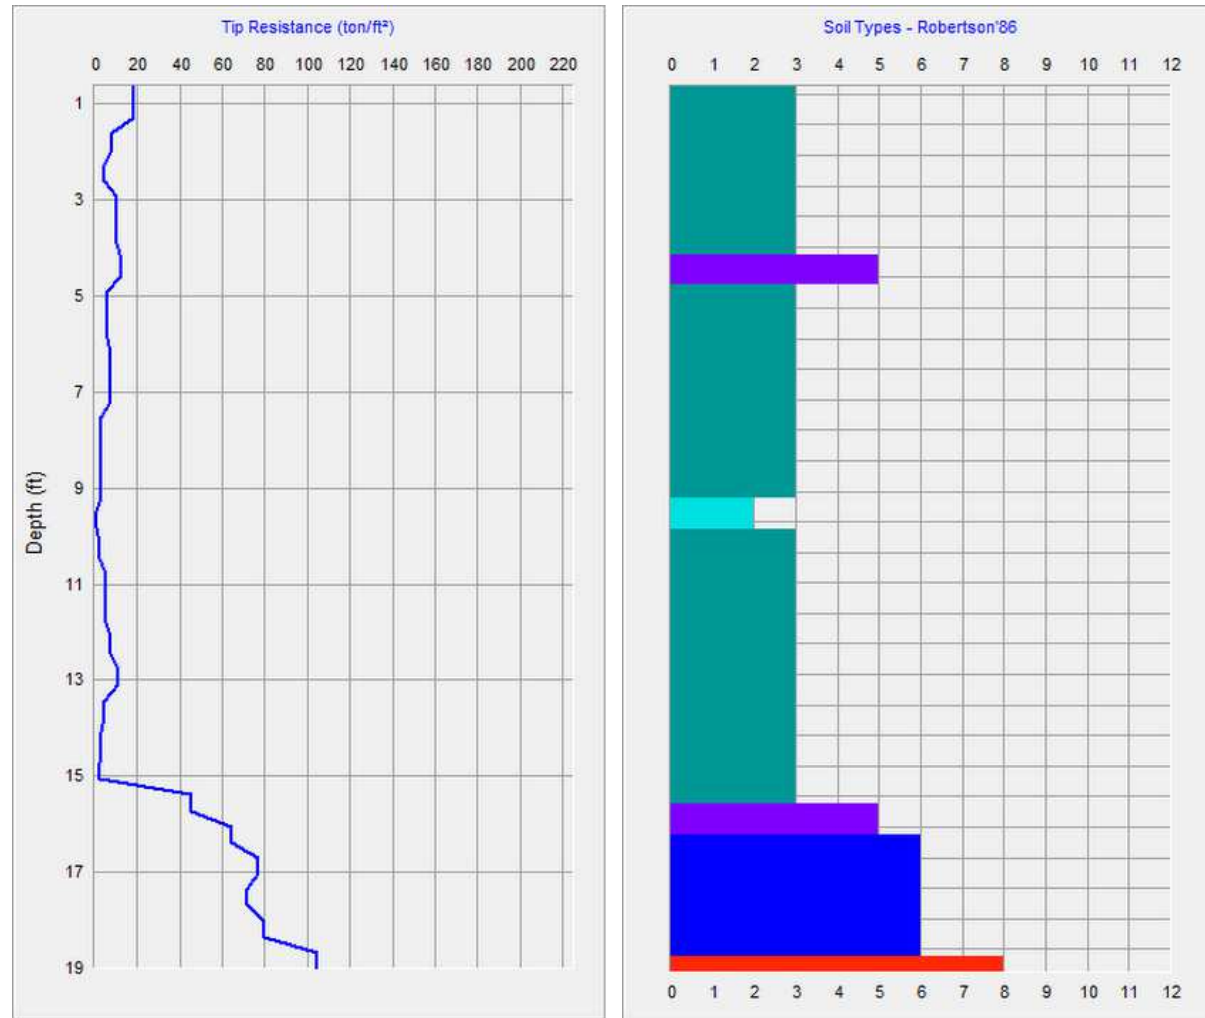 Tip Resistance (ton/ft²)
0 20 40 60 80 100 120 140 160 180 200 220
1
3
5
7
9
11
13
15
17
19
Depth (ft)
Soil Types - Robertson'86
0 1 2 3 4 5 6 7 8 9 10 11 12
0 1 2 3 4 5 6 7 8 9 10 11 12